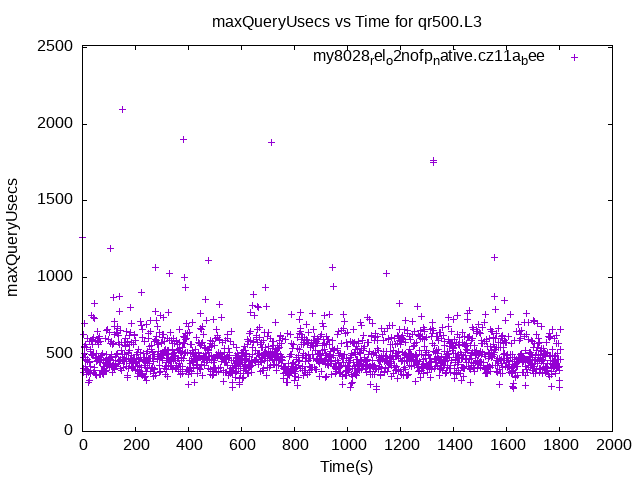 maxQueryUsecs vs Time for qr500.L3
my8028relo2nofpnative.cz11abee
2500
2000
1500
1000
500
0
maxQueryUsecs
0 200 400 600 800 1000 1200 1400 1600 1800 2000
Time(s)